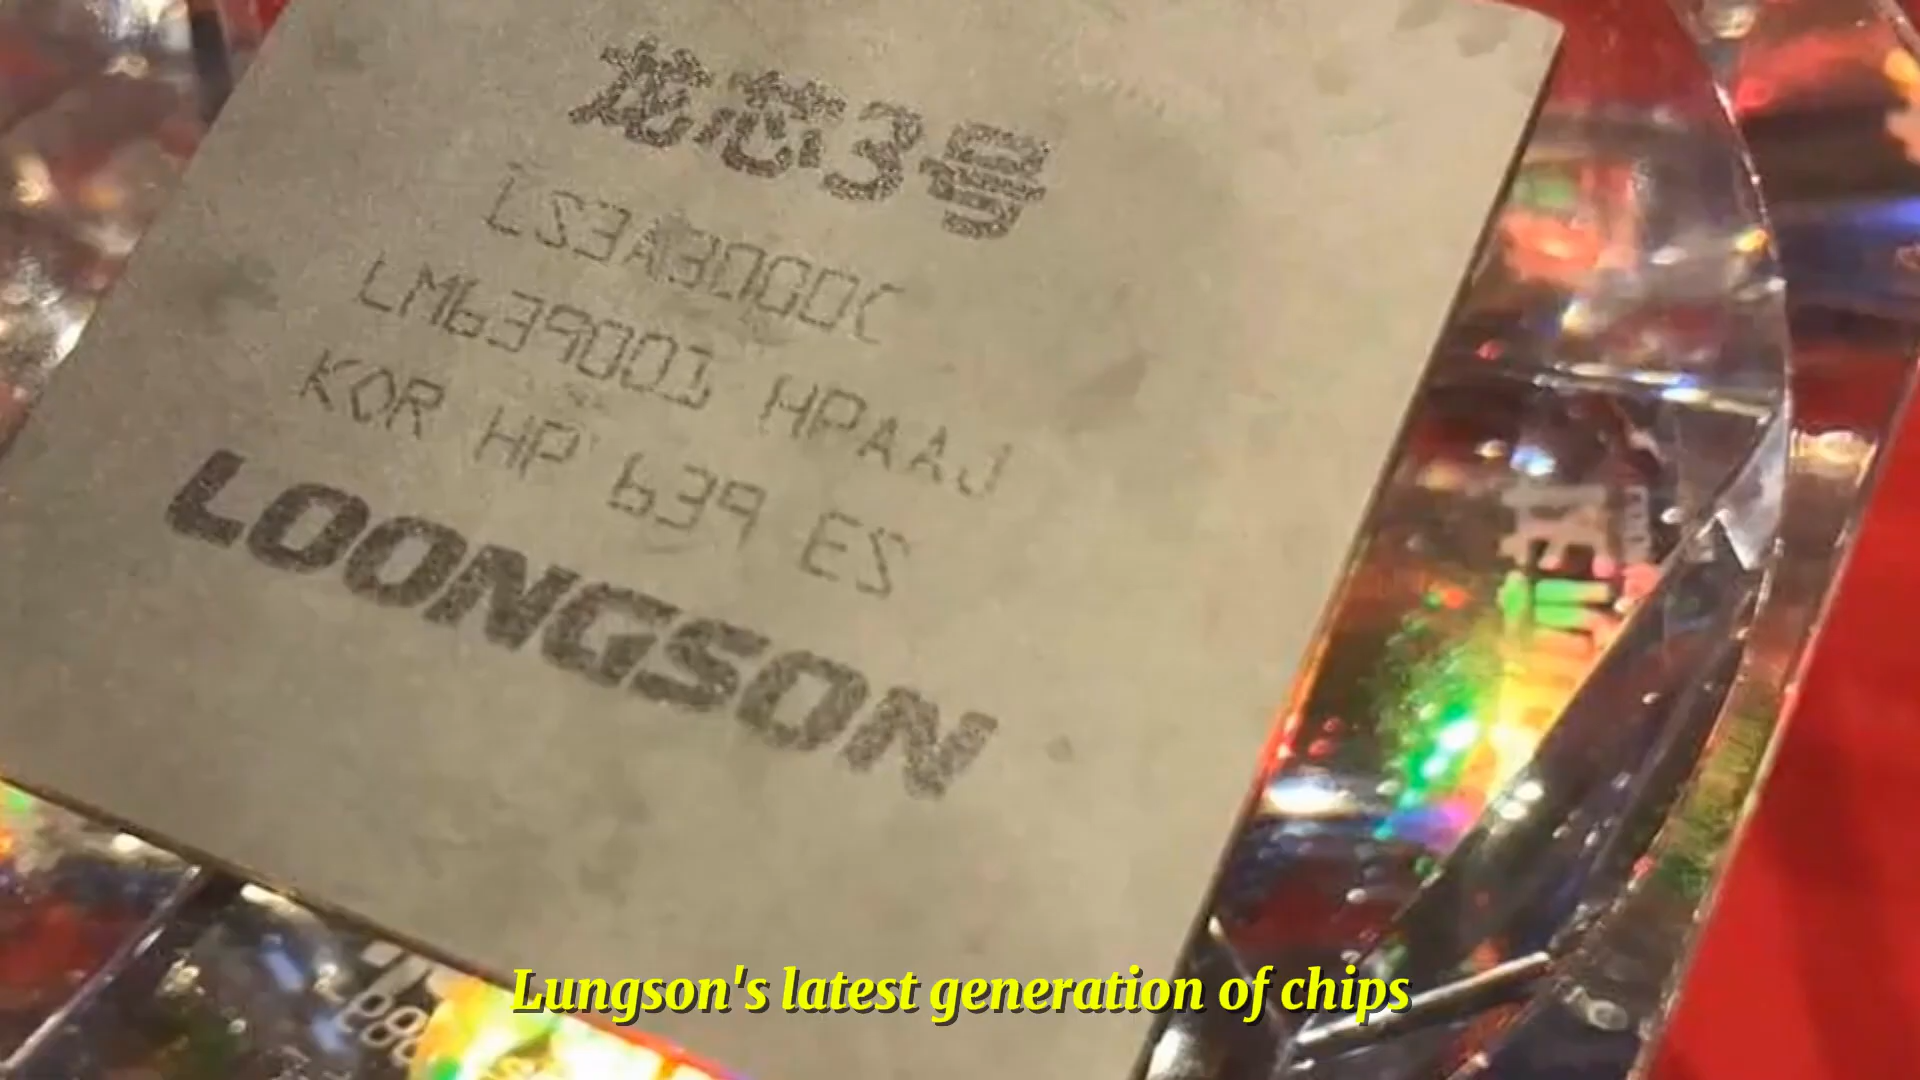 龙芯3号
LS3A3000C
LM639001 HPAAJ
KOR HP 639 ES
LOONGSON
Lungson's latest generation of chips